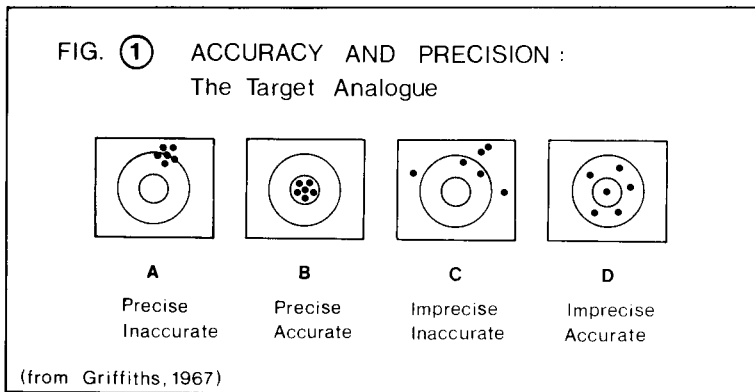 FIG. 1 ACCURACY AND PRECISION :
The Target Analogue
A B C D
Precise Precise Imprecise Imprecise
Inaccurate Accurate Inaccurate Accurate
(from Griffiths, 1967)